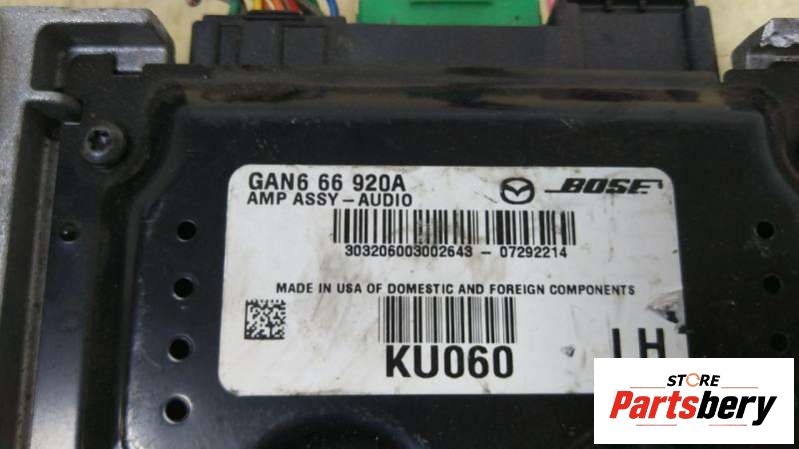 GAN6 66 920A
AMP ASSY-AUDIO
BOSE
303206003002643 - 07292214
MADE IN USA OF DOMESTIC AND FOREIGN COMPONENTS
KU060
STORE
Partsbery